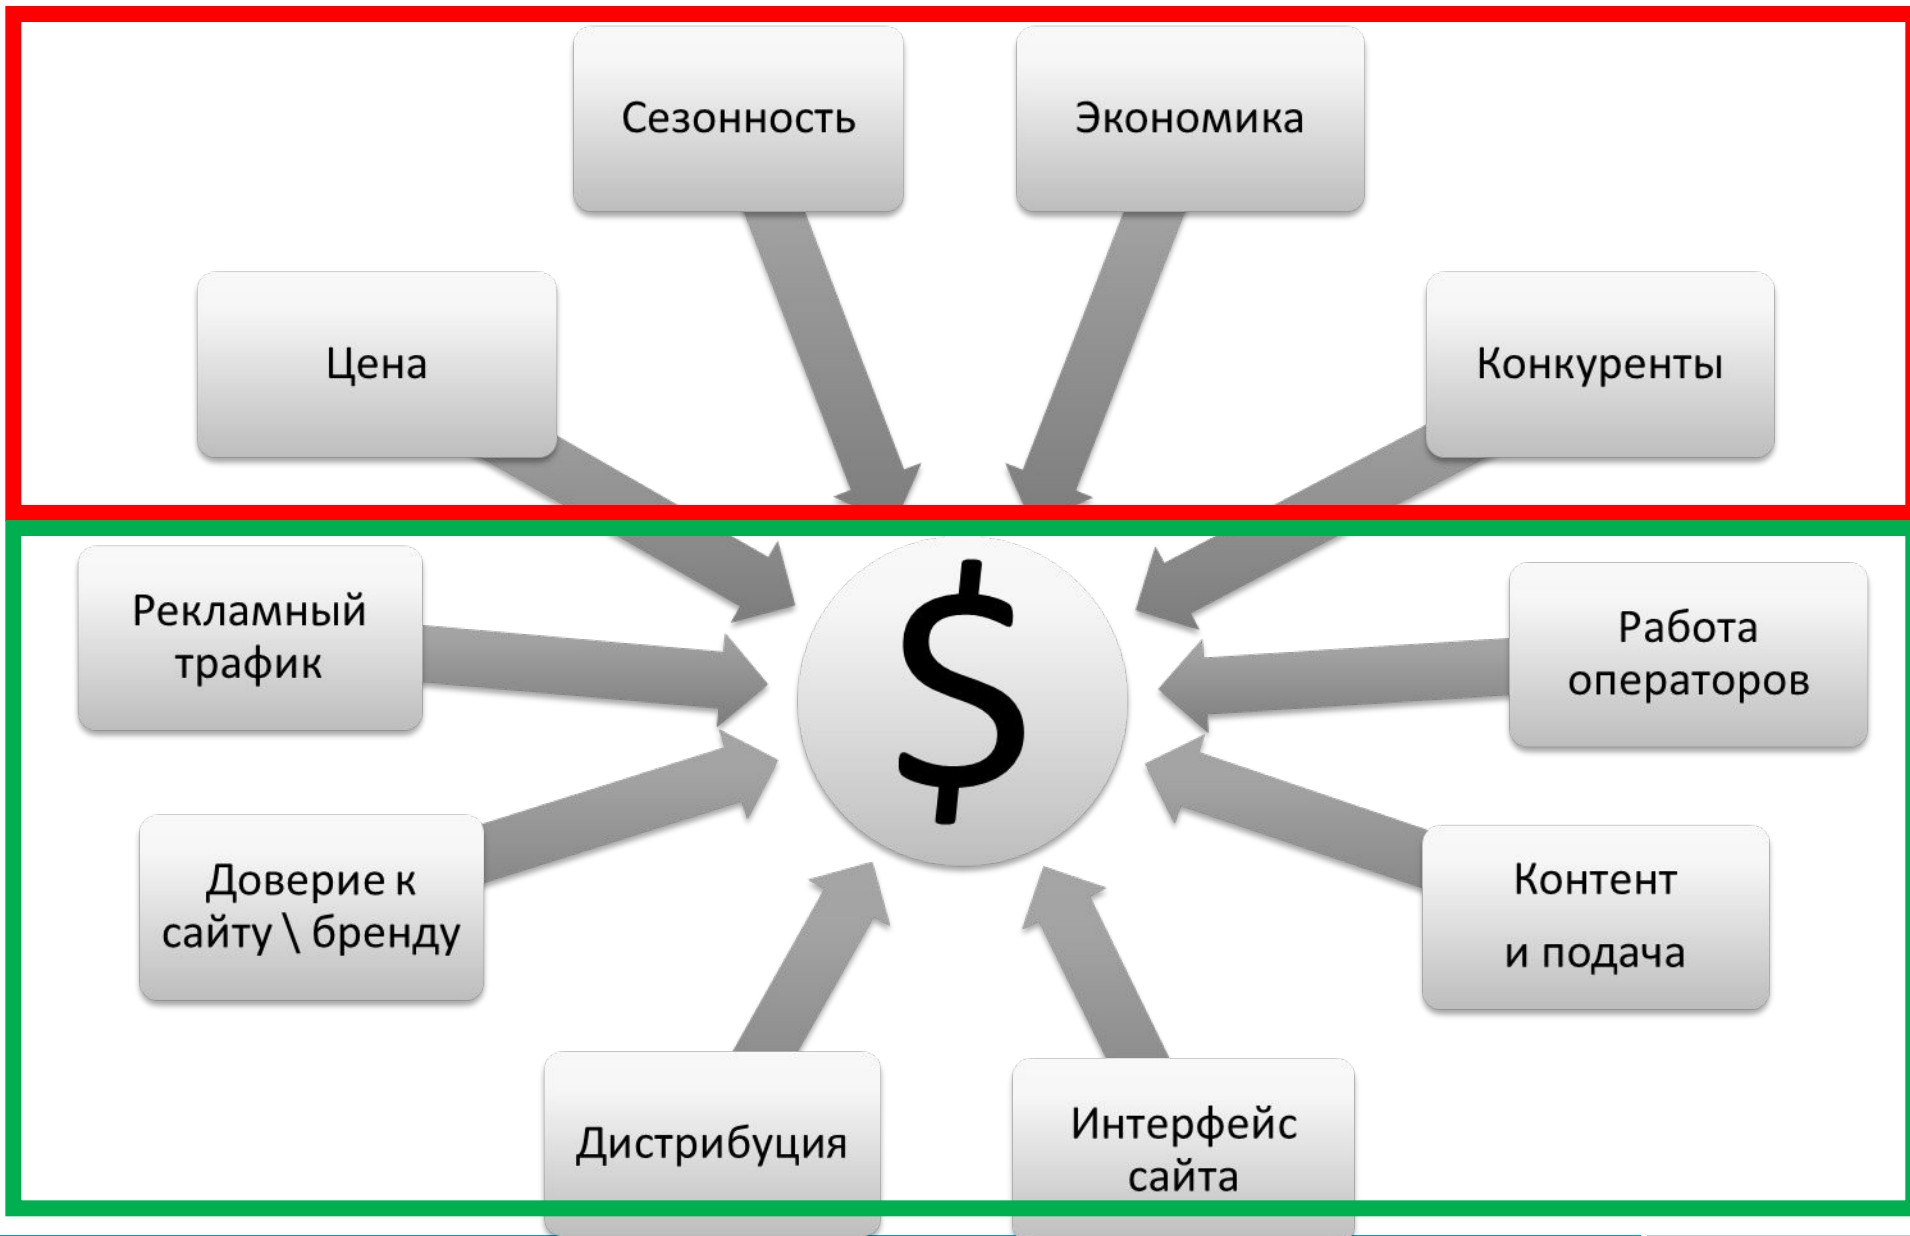 Сезонность
Экономика
Цена
Конкуренты
Рекламный
трафик
$
Работа
операторов
Доверие к
сайту \ бренду
Контент
и подача
Дистрибуция
Интерфейс
сайта